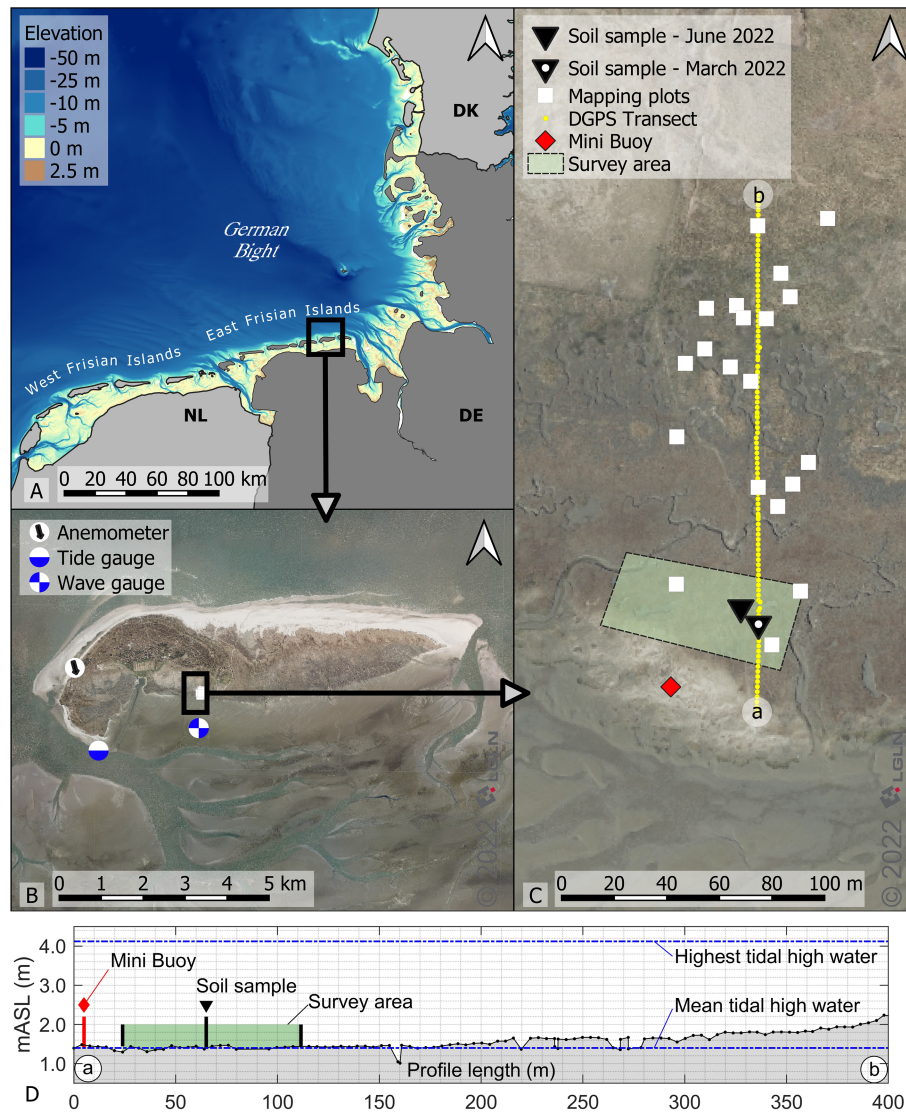 Elevation
-50 m
-25 m
-10 m
-5 m
0 m
2.5 m
DK
German
Bight
East Frisian Islands
West Frisian Islands
NL
DE
0 20 40 60 80 100 km
A
Anemometer
Tide gauge
Wave gauge
© 2022 LGLN
0 1 2 3 4 5 km
B
Soil sample - June 2022
Soil sample - March 2022
Mapping plots
DGPS Transect
Mini Buoy
Survey area
b
a
© 2022 LGLN
0 20 40 60 80 100 m
C
mASL (m)
4.0
3.0
2.0
1.0
Highest tidal high water
Mini Buoy
Soil sample
Survey area
Mean tidal high water
a
Profile length (m)
b
D
0 50 100 150 200 250 300 350 400